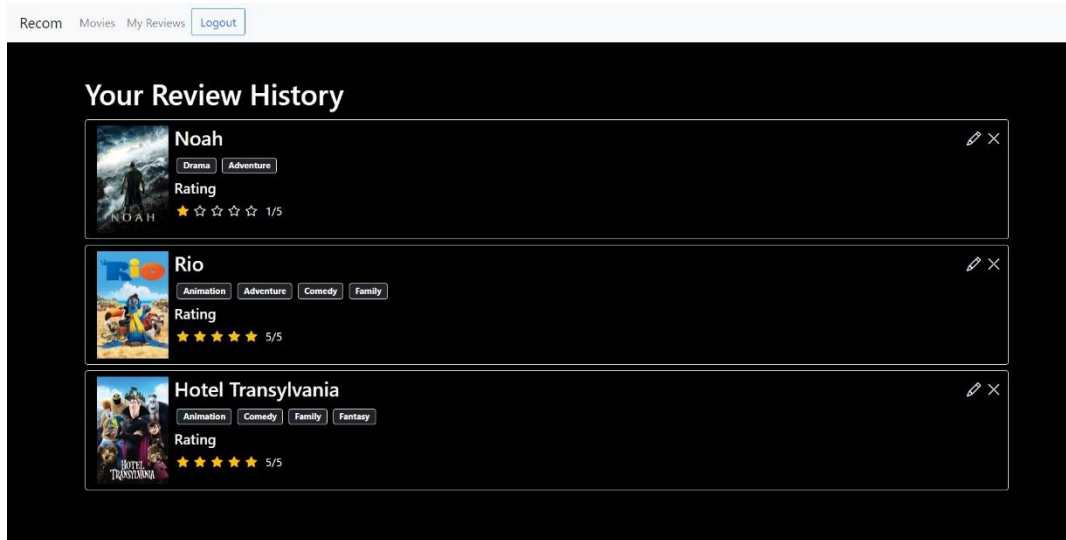 Recom Movies My Reviews Logout
Your Review History
Noah
Drama Adventure
Rating
1/5
NOAH
Rio
Rio
Animation Adventure Comedy Family
Rating
5/5
Hotel Transylvania
Animation Comedy Family Fantasy
Rating
5/5
HOTEL
TRANSYLVANIA